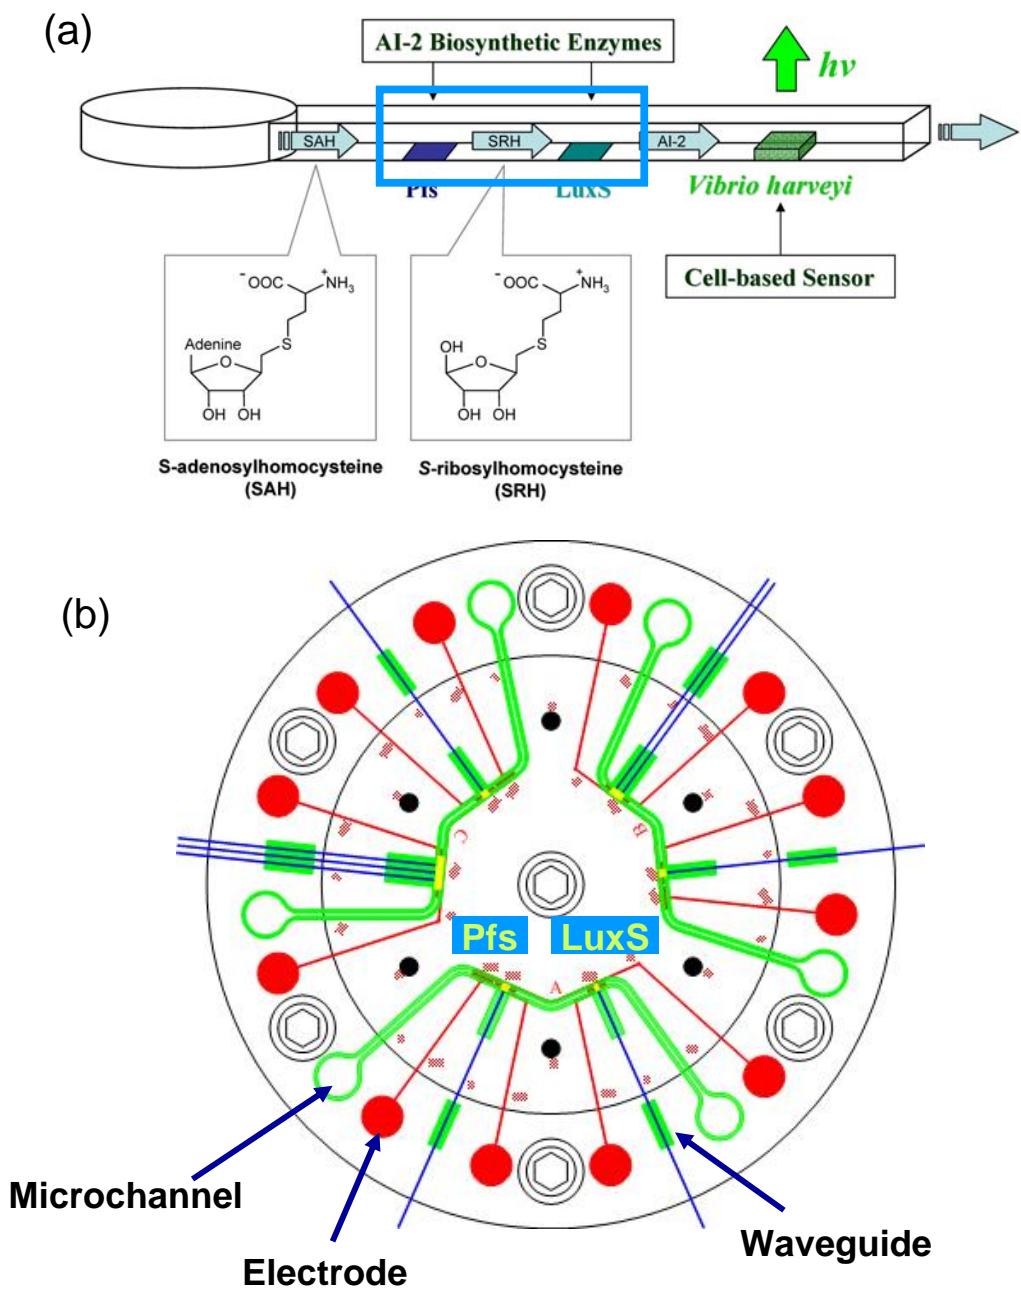 (a)
AI-2 Biosynthetic Enzymes
hν
SAH
SRH
AI-2
Pfs
LuxS
Vibrio harveyi
Cell-based Sensor
⁻OOC
⁺NH₃
S
Adenine
O
OH OH
⁻OOC
⁺NH₃
S
OH
O
OH OH
S-adenosylhomocysteine
(SAH)
S-ribosylhomocysteine
(SRH)
(b)
C
B
Pfs
LuxS
A
Microchannel
Electrode
Waveguide